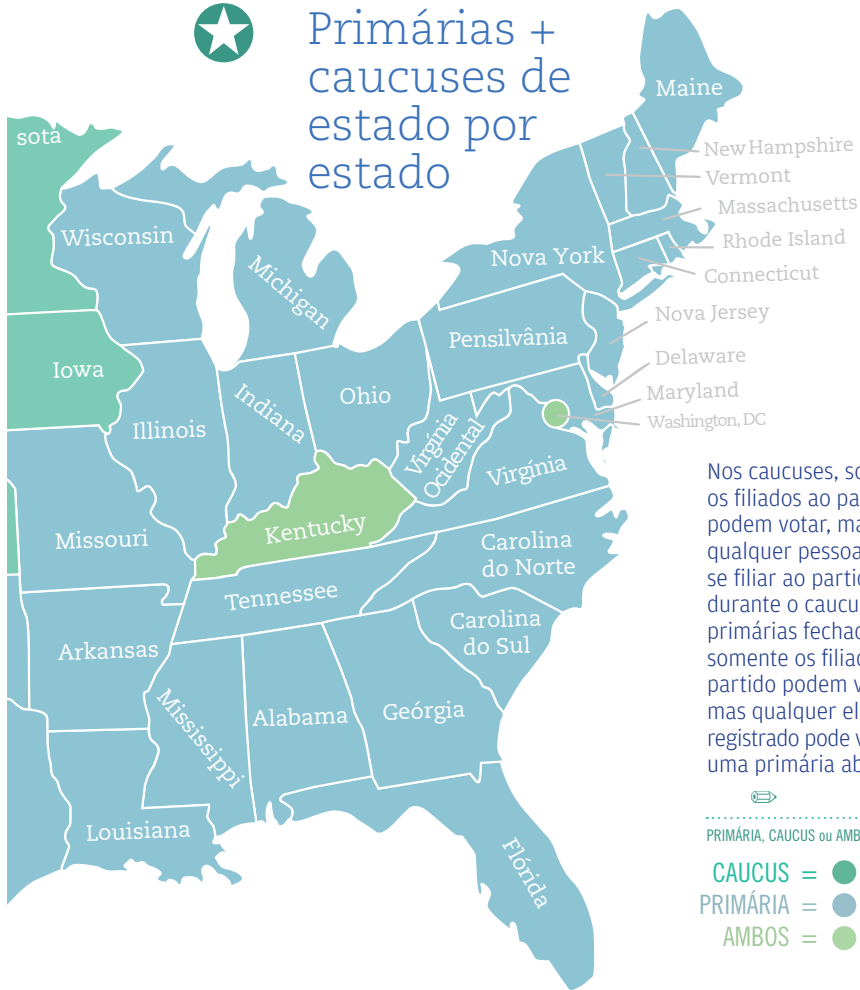 Primárias +
caucuses de
estado por
estado
sota
Maine
New Hampshire
Vermont
Massachusetts
Wisconsin
Rhode Island
Nova York
Michigan
Connecticut
Nova Jersey
Pensilvânia
Delaware
Iowa
Ohio
Indiana
Maryland
Illinois
Washington, DC
Virgínia
Ocidental
Virgínia
Nos caucuses, so
os filiados ao pa
podem votar, ma
qualquer pessoa
se filiar ao partid
durante o caucu
primárias fechad
somente os filiad
partido podem v
mas qualquer el
registrado pode v
uma primária ab
Kentucky
Missouri
Carolina
do Norte
Tennessee
Carolina
do Sul
Arkansas
Mississippi
Alabama
Geórgia
Louisiana
Flórida
PRIMÁRIA, CAUCUS ou AMB
CAUCUS =
PRIMÁRIA =
AMBOS =